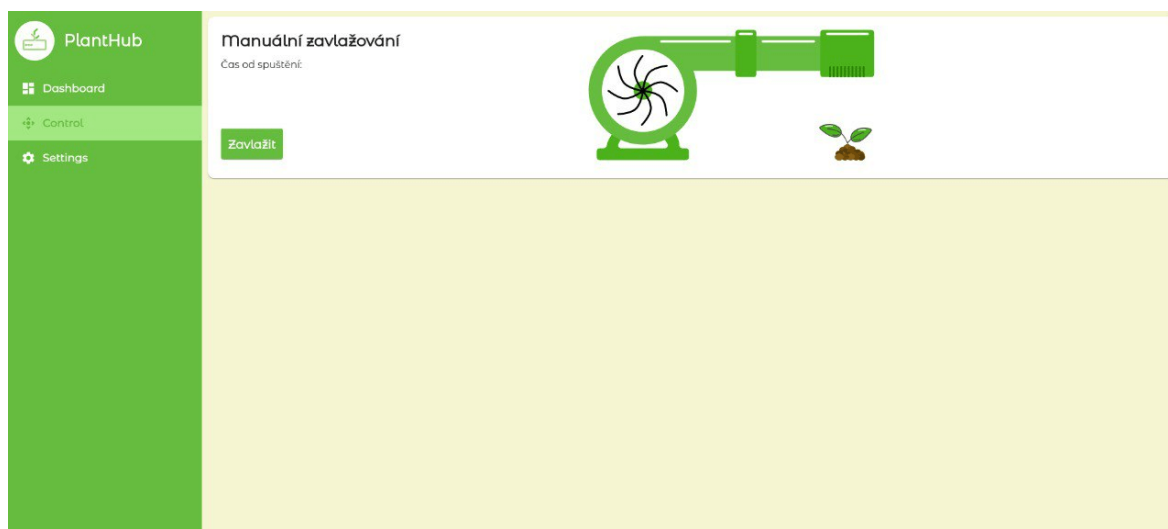 PlantHub
Dashboard
Control
Settings
Manuální zavlažování
Čas od spuštění:
Zavlažit